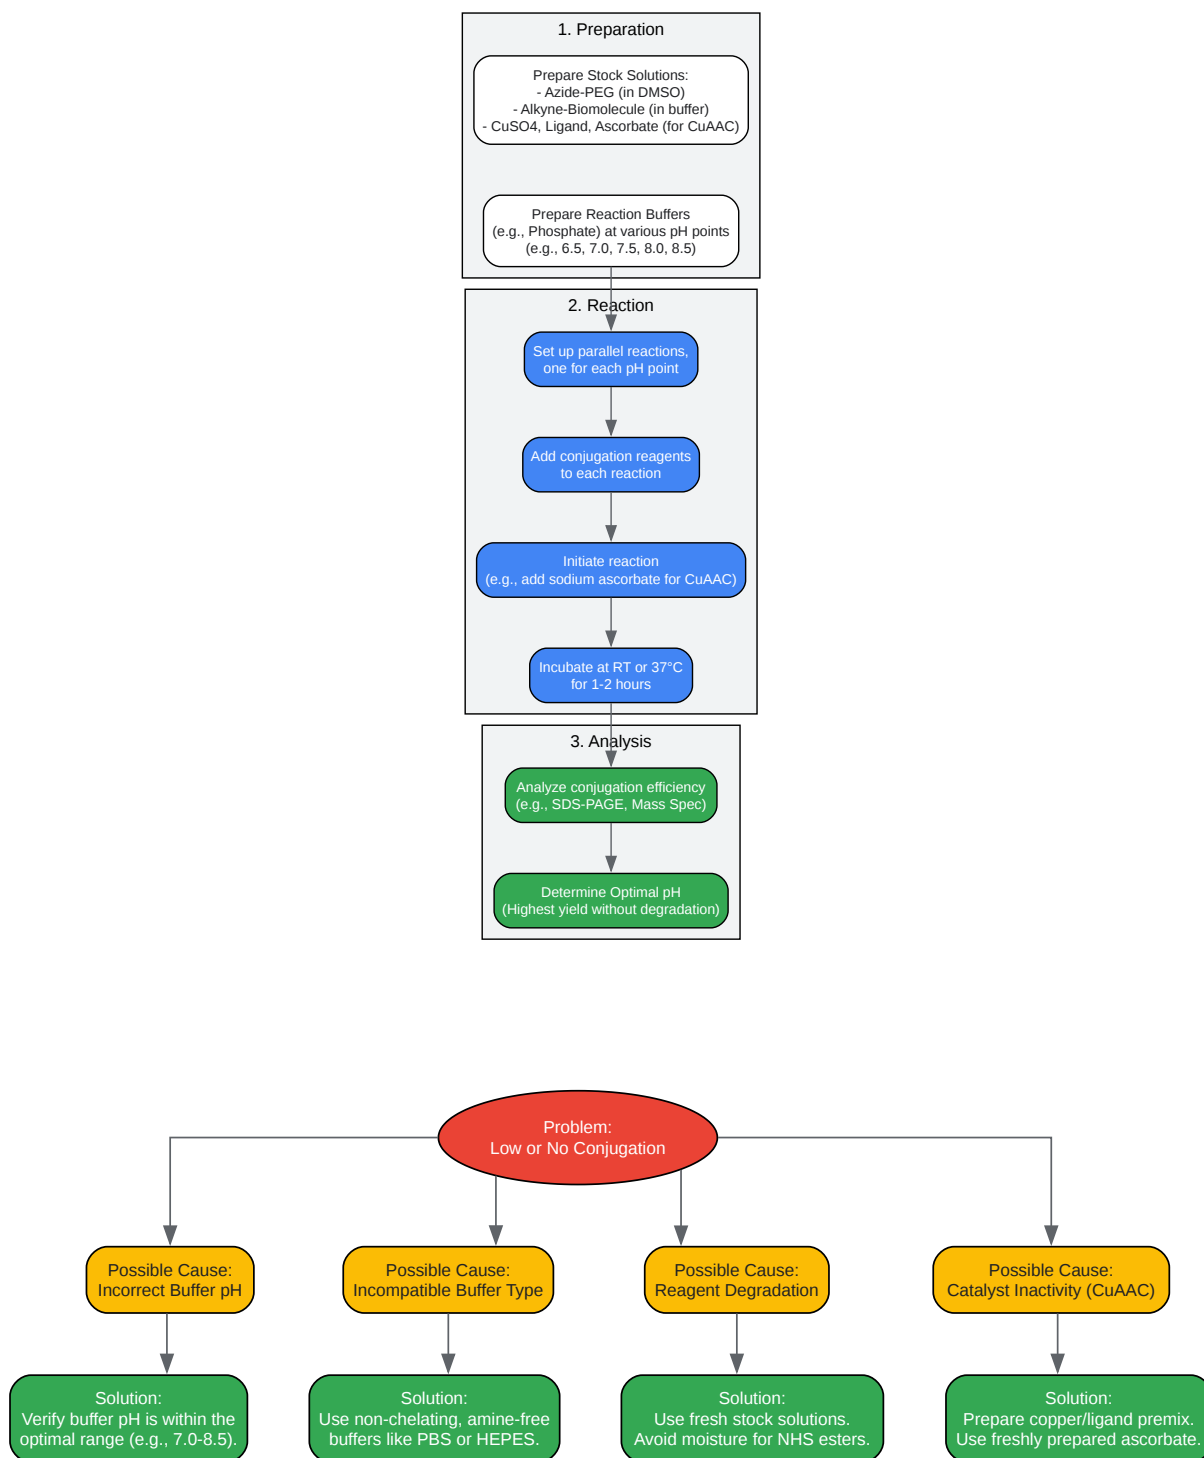 1. Preparation
Prepare Stock Solutions:
- Azide-PEG (in DMSO)
- Alkyne-Biomolecule (in buffer)
- CuSO4, Ligand, Ascorbate (for CuAAC)
Prepare Reaction Buffers
(e.g., Phosphate) at various pH points
(e.g., 6.5, 7.0, 7.5, 8.0, 8.5)
2. Reaction
Set up parallel reactions,
one for each pH point
Add conjugation reagents
to each reaction
Initiate reaction
(e.g., add sodium ascorbate for CuAAC)
Incubate at RT or 37°C
for 1-2 hours
3. Analysis
Analyze conjugation efficiency
(e.g., SDS-PAGE, Mass Spec)
Determine Optimal pH
(Highest yield without degradation)
Problem:
Low or No Conjugation
Possible Cause:
Incorrect Buffer pH
Possible Cause:
Incompatible Buffer Type
Possible Cause:
Reagent Degradation
Possible Cause:
Catalyst Inactivity (CuAAC)
Solution:
Verify buffer pH is within the
optimal range (e.g., 7.0-8.5).
Solution:
Use non-chelating, amine-free
buffers like PBS or HEPES.
Solution:
Use fresh stock solutions.
Avoid moisture for NHS esters.
Solution:
Prepare copper/ligand premix.
Use freshly prepared ascorbate.